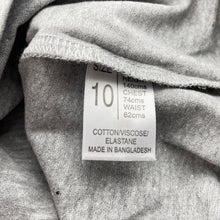 SIZE
10
140cms
CHEST
74cms
WAIST
62cms
COTTON/VISCOSE/
ELASTANE
MADE IN BANGLADESH